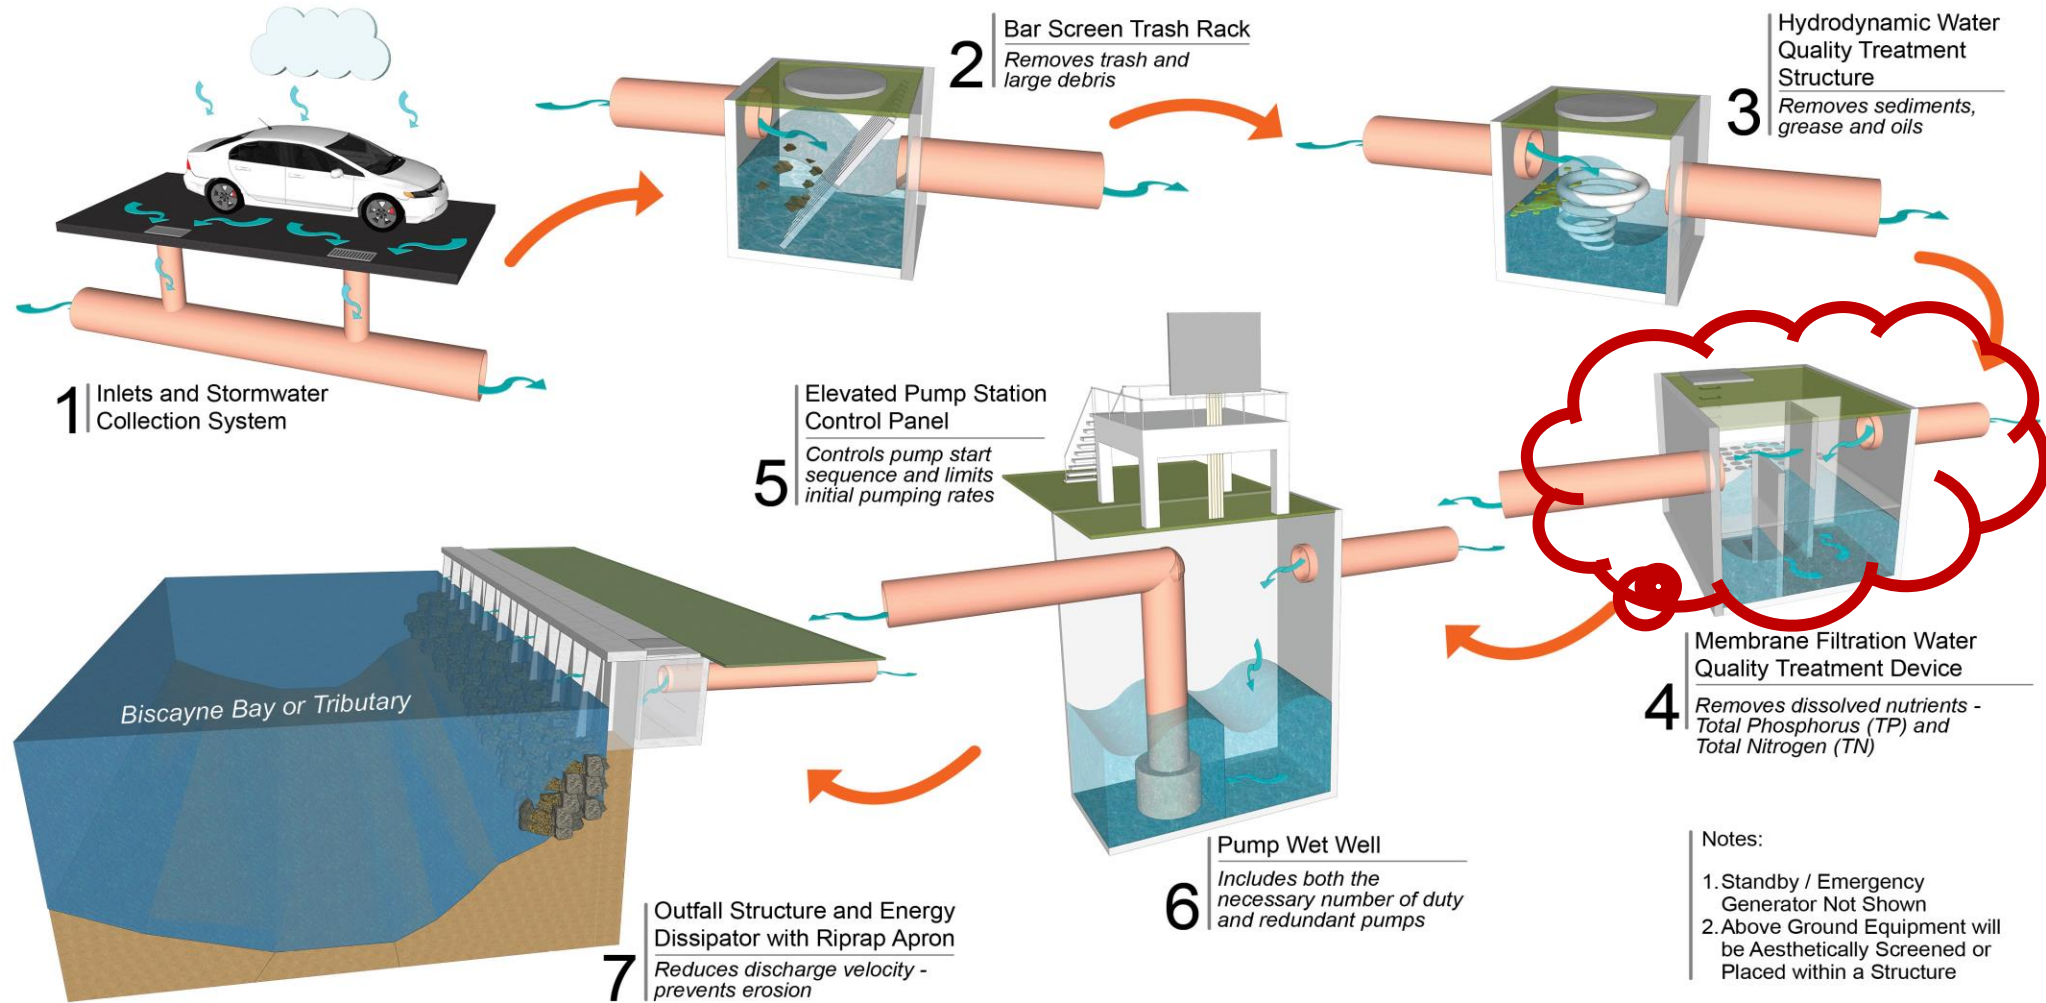 1
Inlets and Stormwater
Collection System
2
Bar Screen Trash Rack
Removes trash and
large debris
3
Hydrodynamic Water
Quality Treatment
Structure
Removes sediments,
grease and oils
4
Membrane Filtration Water
Quality Treatment Device
Removes dissolved nutrients -
Total Phosphorus (TP) and
Total Nitrogen (TN)
5
Elevated Pump Station
Control Panel
Controls pump start
sequence and limits
initial pumping rates
6
Pump Wet Well
Includes both the
necessary number of duty
and redundant pumps
Biscayne Bay or Tributary
7
Outfall Structure and Energy
Dissipator with Riprap Apron
Reduces discharge velocity -
prevents erosion
Notes:
1. Standby / Emergency
Generator Not Shown
2. Above Ground Equipment will
be Aesthetically Screened or
Placed within a Structure